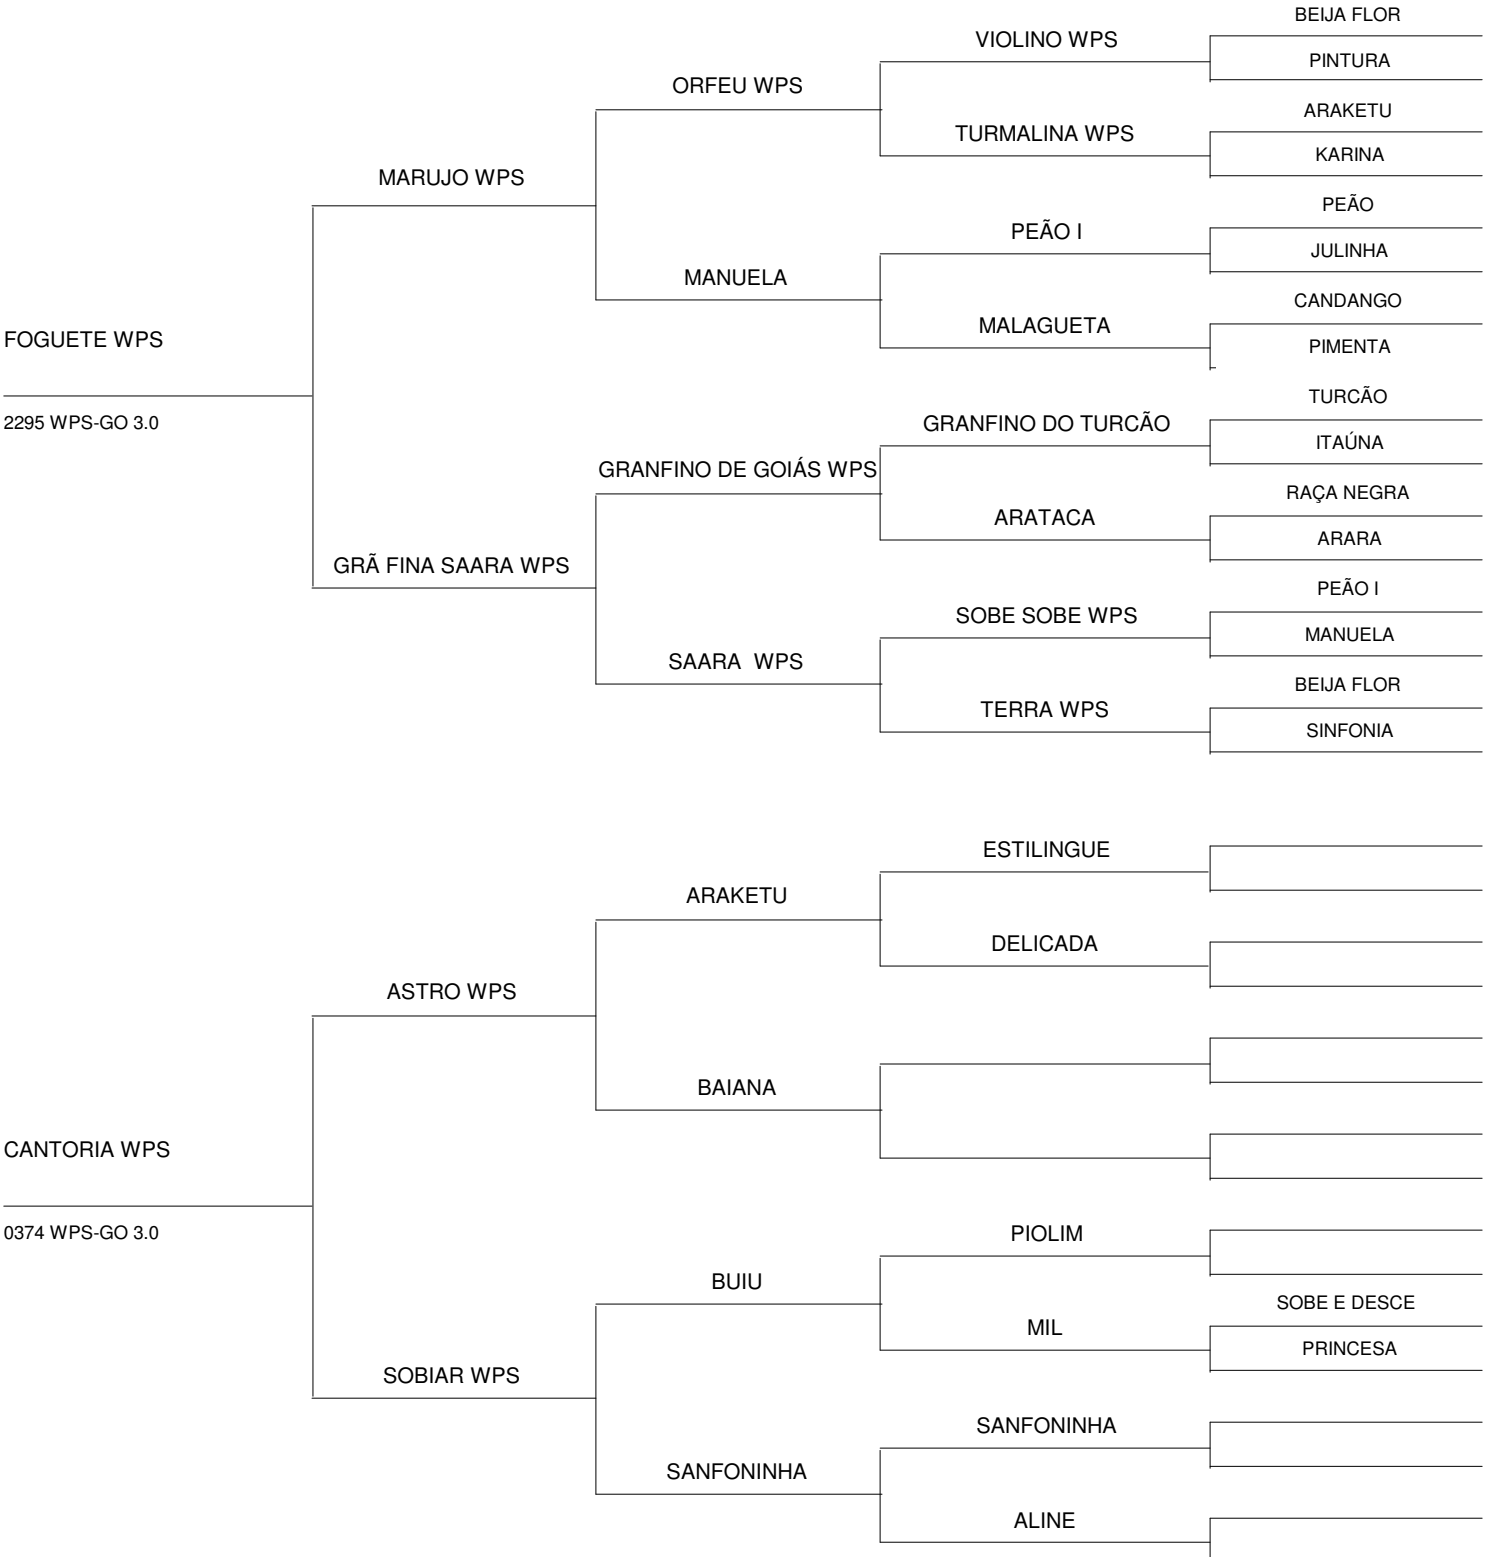 BEIJA FLOR
VIOLINO WPS
PINTURA
ORFEU WPS
ARAKETU
TURMALINA WPS
KARINA
MARUJO WPS
PEÃO
PEÃO I
JULINHA
MANUELA
CANDANGO
MALAGUETA
FOGUETE WPS
PIMENTA
TURCÃO
2295 WPS-GO 3.0
GRANFINO DO TURCÃO
ITAÚNA
GRANFINO DE GOIÁS WPS
RAÇA NEGRA
ARATACA
ARARA
GRÃ FINA SAARA WPS
PEÃO I
SOBE SOBE WPS
MANUELA
SAARA  WPS
BEIJA FLOR
TERRA WPS
SINFONIA
ESTILINGUE
ARAKETU
DELICADA
ASTRO WPS
BAIANA
CANTORIA WPS
0374 WPS-GO 3.0
PIOLIM
BUIU
SOBE E DESCE
MIL
PRINCESA
SOBIAR WPS
SANFONINHA
SANFONINHA
ALINE